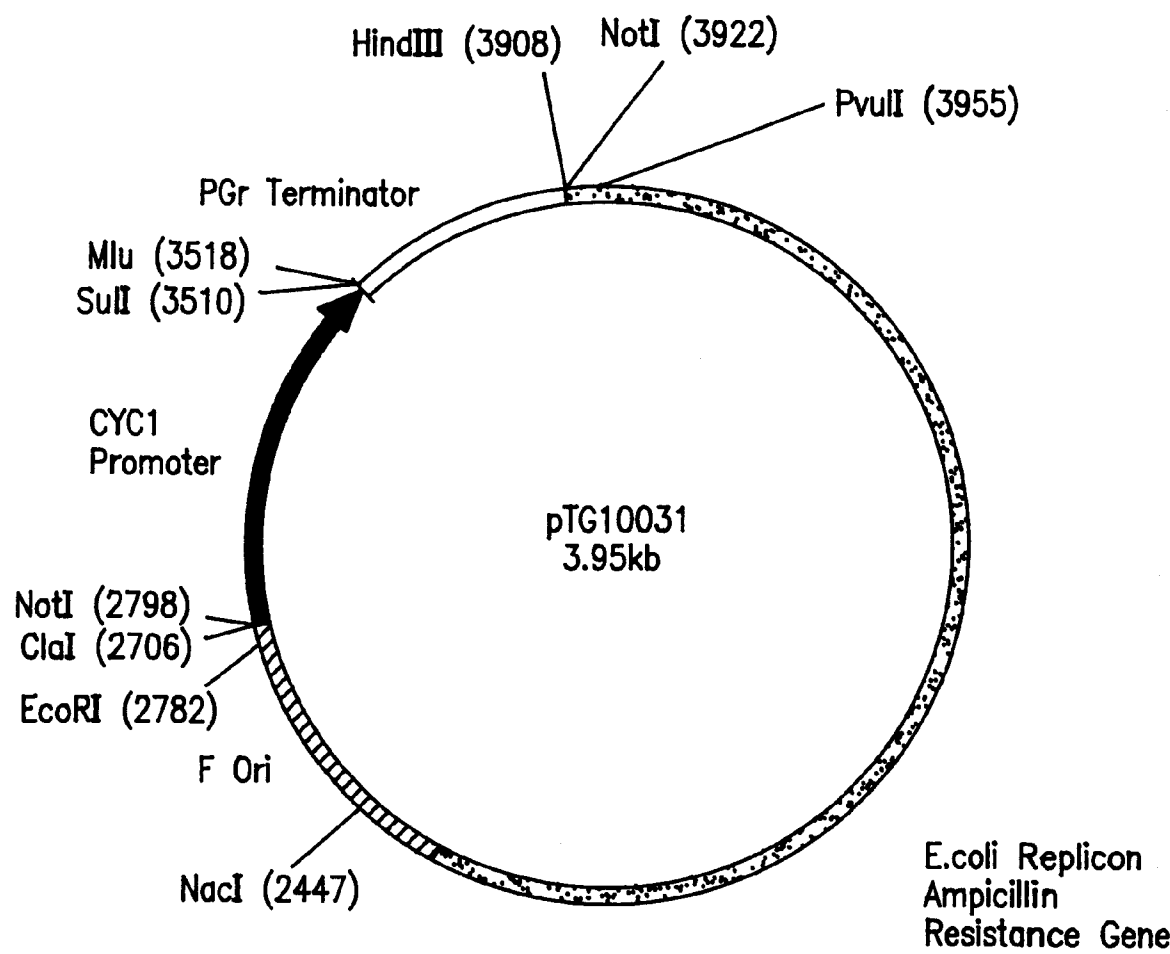 HindIII (3908)
NotI (3922)
PvuII (3955)
PGr Terminator
Mlu (3518)
SulI (3510)
CYC1
Promoter
pTG10031
3.95kb
NotI (2798)
ClaI (2706)
EcoRI (2782)
F Ori
NacI (2447)
E.coli Replicon
Ampicillin
Resistance Gene